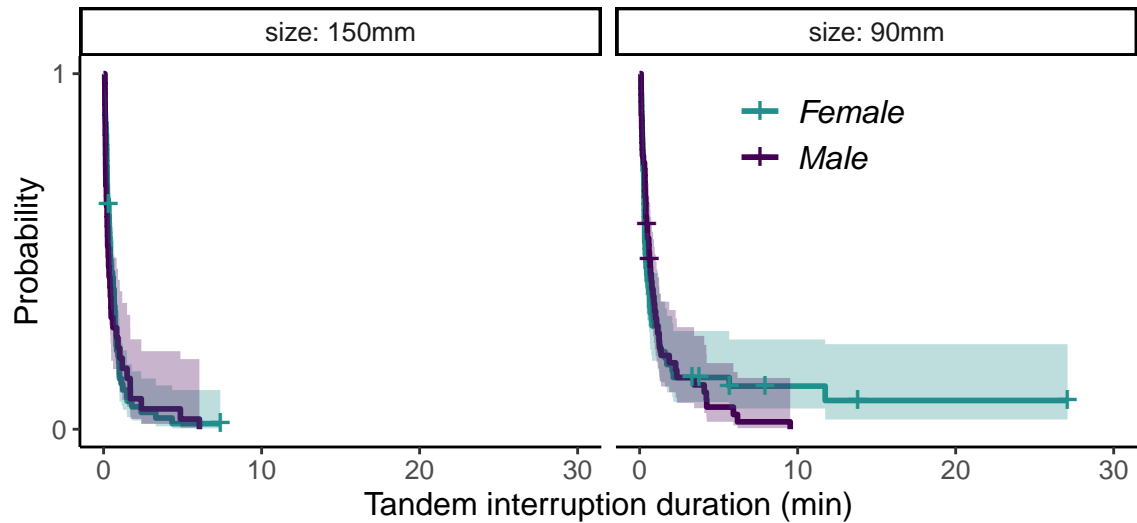 size: 150mm
size: 90mm
Probability
1
0
Female
Male
0 10 20 30
0 10 20 30
Tandem interruption duration (min)